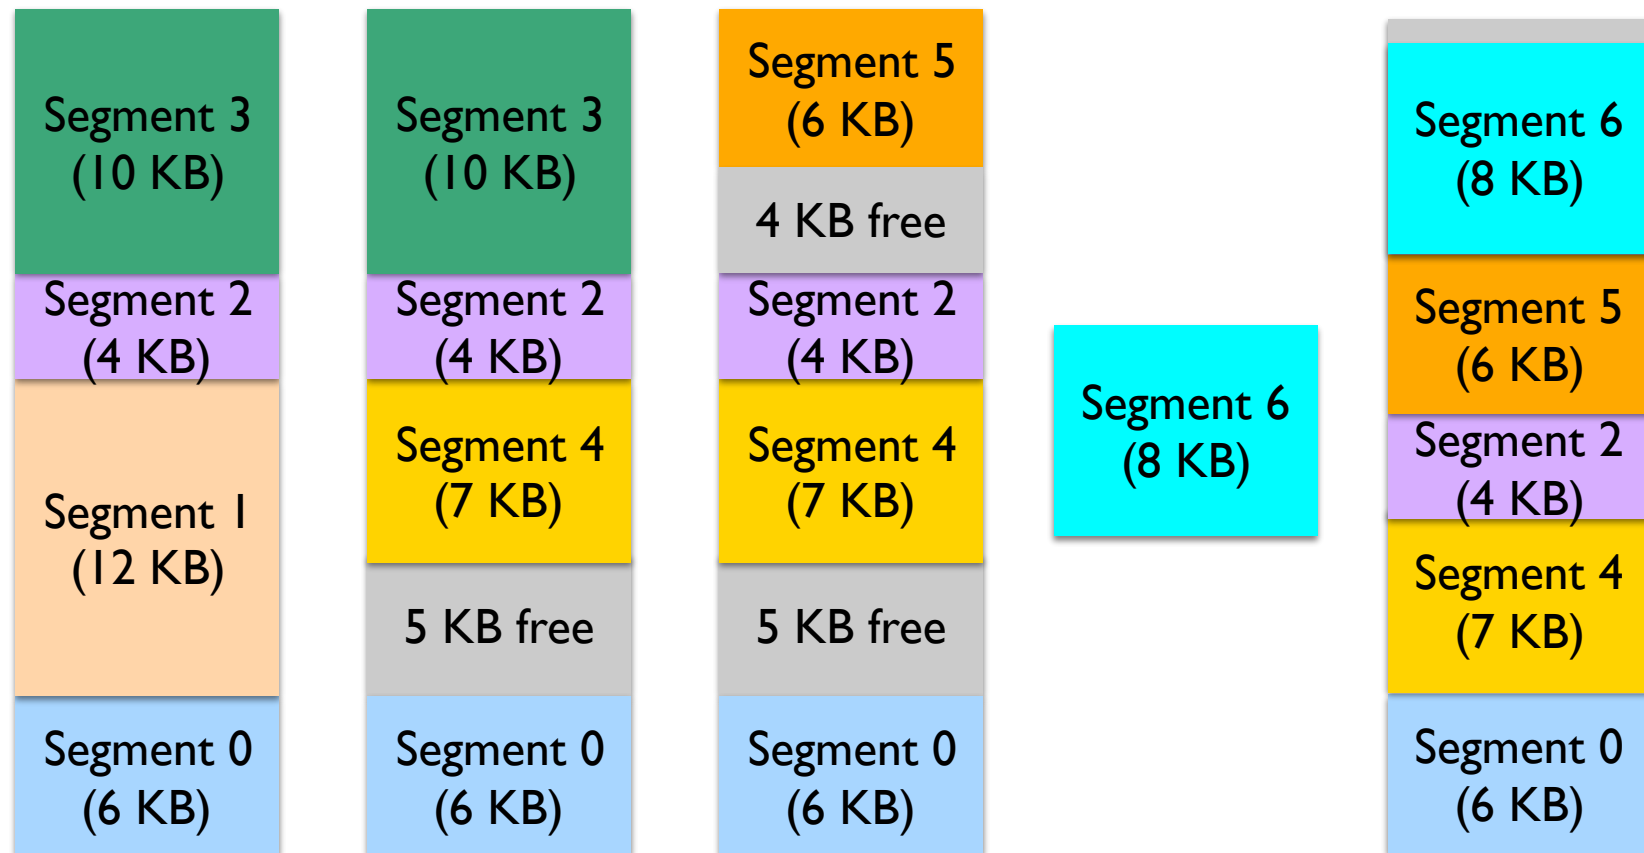 Segment 3
(10 KB)
Segment 2
(4 KB)
Segment 1
(12 KB)
Segment 0
(6 KB)
Segment 3
(10 KB)
Segment 2
(4 KB)
Segment 4
(7 KB)
5 KB free
Segment 0
(6 KB)
Segment 5
(6 KB)
4 KB free
Segment 2
(4 KB)
Segment 4
(7 KB)
5 KB free
Segment 0
(6 KB)
Segment 6
(8 KB)
Segment 6
(8 KB)
Segment 5
(6 KB)
Segment 2
(4 KB)
Segment 4
(7 KB)
Segment 0
(6 KB)